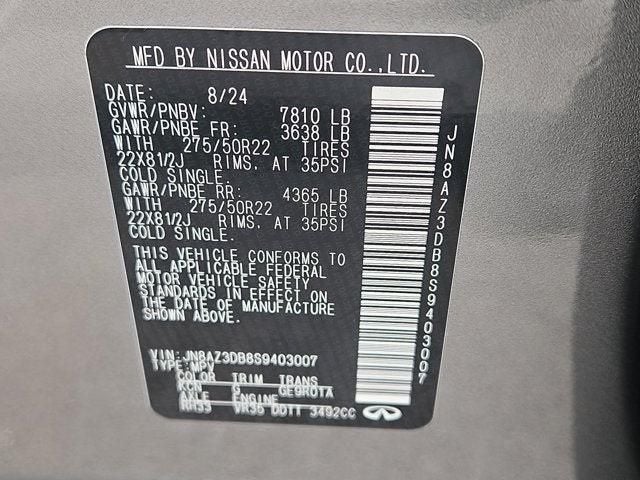 MFD BY NISSAN MOTOR CO.,LTD.
DATE: 8/24
GVWR/PNBV: 7810 LB
GAWR/PNBE FR: 3638 LB
WITH 275/50R22 TIRES
22X81/2J RIMS, AT 35PSI
COLD SINGLE.
GAWR/PNBE RR: 4365 LB
WITH 275/50R22 TIRES
22X81/2J RIMS, AT 35PSI
COLD SINGLE.
THIS VEHICLE CONFORMS TO
ALL APPLICABLE FEDERAL
MOTOR VEHICLE SAFETY
STANDARDS IN EFFECT ON
THE DATE OF MANUFACTURE
SHOWN ABOVE.
VIN: JN8AZ3DB8S9403007
TYPE: MPV
COLOR TRIM TRANS
KCN G GE9R01A
AXLE ENGINE
RH33 VR35 DDTT 3492CC
JN8AZ3DB8S9403007